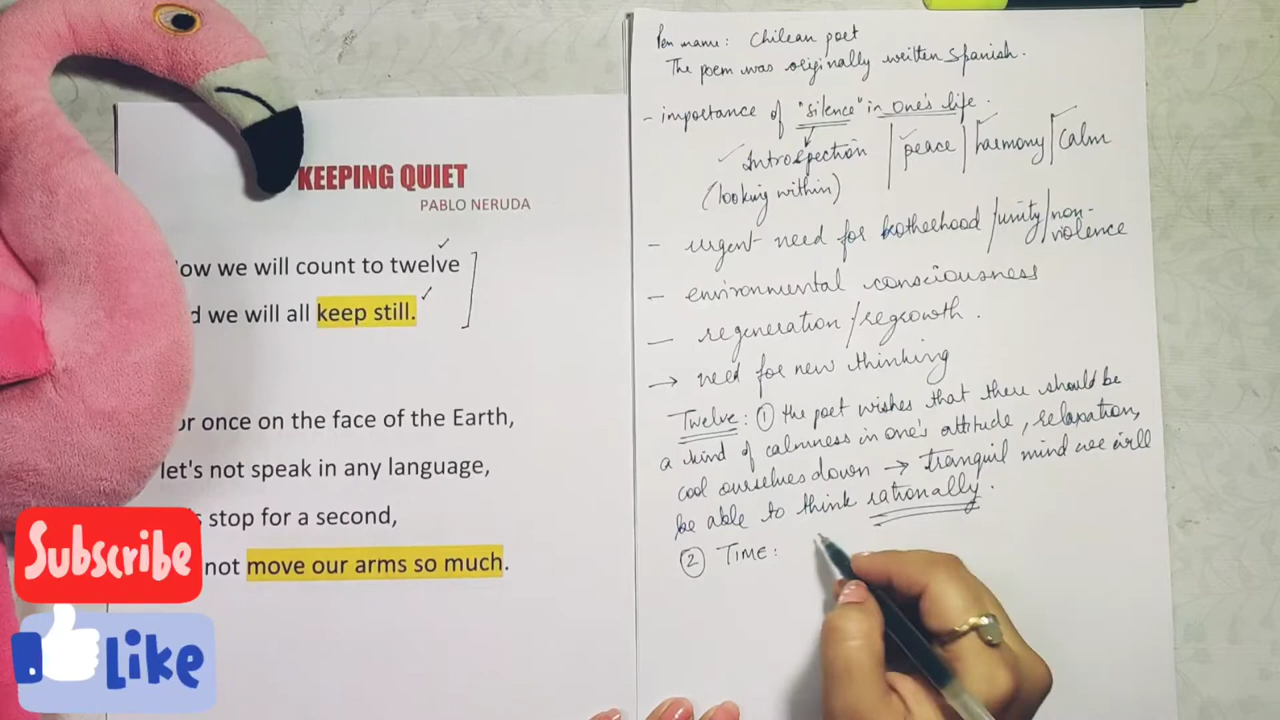 KEEPING QUIET
PABLO NERUDA
ow we will count to twelve
d we will all keep still.
or once on the face of the Earth,
let's not speak in any language,
s stop for a second,
not move our arms so much.
Subscribe
Like
Pen name: Chilean poet
The poem was originally written Spanish.
- importance of "silence" in one's life.
Introspection | peace | harmony | calm
(looking within)
- urgent need for brotherhood / unity / non-
violence
- environmental consciousness
- regeneration / regrowth.
→ need for new thinking
Twelve: ① the poet wishes that there should be
a kind of calmness in one's attitude, relaxation,
cool ourselves down → tranquil mind we will
be able to think rationally.
② TIME: